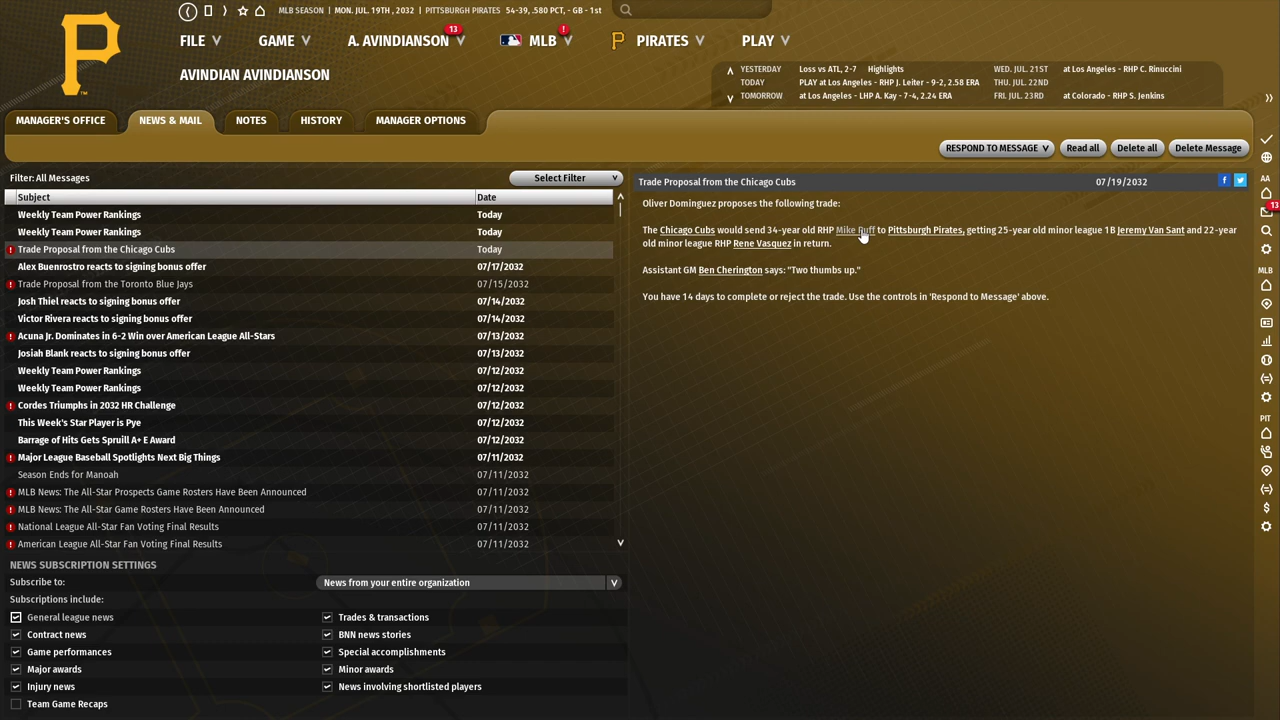 MLB SEASON | MON. JUL. 19TH , 2032 | PITTSBURGH PIRATES 54-39, .580 PCT, - GB - 1st
P
TM
FILE GAME A. AVINDIANSON 13 MLB ! PIRATES PLAY
AVINDIAN AVINDIANSON
YESTERDAY Loss vs ATL, 2-7 Highlights WED. JUL. 21ST at Los Angeles - RHP C. Rinuccini
TODAY PLAY at Los Angeles - RHP J. Leiter - 9-2, 2.58 ERA THU. JUL. 22ND
TOMORROW at Los Angeles - LHP A. Kay - 7-4, 2.24 ERA FRI. JUL. 23RD at Colorado - RHP S. Jenkins
MANAGER'S OFFICE NEWS & MAIL NOTES HISTORY MANAGER OPTIONS
RESPOND TO MESSAGE Read all Delete all Delete Message
Filter: All Messages Select Filter
Subject Date
Weekly Team Power Rankings Today
Weekly Team Power Rankings Today
Trade Proposal from the Chicago Cubs Today
Alex Buenrostro reacts to signing bonus offer 07/17/2032
Trade Proposal from the Toronto Blue Jays 07/15/2032
Josh Thiel reacts to signing bonus offer 07/14/2032
Victor Rivera reacts to signing bonus offer 07/14/2032
Acuna Jr. Dominates in 6-2 Win over American League All-Stars 07/13/2032
Josiah Blank reacts to signing bonus offer 07/13/2032
Weekly Team Power Rankings 07/12/2032
Weekly Team Power Rankings 07/12/2032
Cordes Triumphs in 2032 HR Challenge 07/12/2032
This Week's Star Player is Pye 07/12/2032
Barrage of Hits Gets Spruill A+ E Award 07/12/2032
Major League Baseball Spotlights Next Big Things 07/11/2032
Season Ends for Manoah 07/11/2032
MLB News: The All-Star Prospects Game Rosters Have Been Announced 07/11/2032
MLB News: The All-Star Game Rosters Have Been Announced 07/11/2032
National League All-Star Fan Voting Final Results 07/11/2032
American League All-Star Fan Voting Final Results 07/11/2032
NEWS SUBSCRIPTION SETTINGS
Subscribe to: News from your entire organization
Subscriptions include:
General league news Trades & transactions
Contract news BNN news stories
Game performances Special accomplishments
Major awards Minor awards
Injury news News involving shortlisted players
Team Game Recaps
Trade Proposal from the Chicago Cubs 07/19/2032
Oliver Dominguez proposes the following trade:
The Chicago Cubs would send 34-year old RHP Mike Ruff to Pittsburgh Pirates, getting 25-year old minor league 1B Jeremy Van Sant and 22-year
old minor league RHP Rene Vasquez in return.
Assistant GM Ben Cherington says: "Two thumbs up."
You have 14 days to complete or reject the trade. Use the controls in 'Respond to Message' above.
AA
13
MLB
PIT